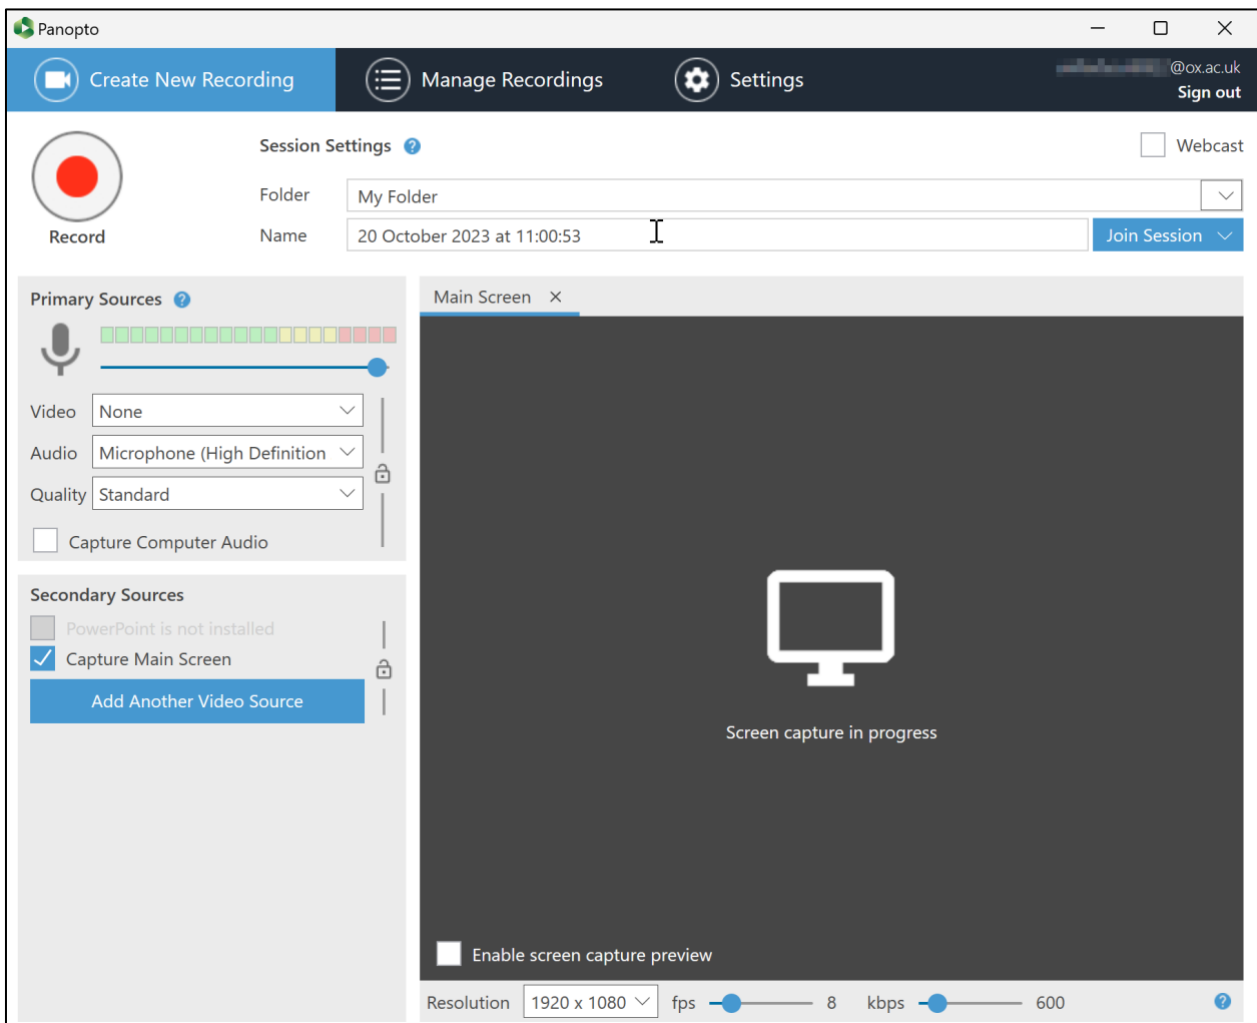 Panopto
Create New Recording
Manage Recordings
Settings
@ox.ac.uk
Sign out
Record
Session Settings ?
Webcast
Folder
My Folder
Name
20 October 2023 at 11:00:53
Join Session
Primary Sources ?
Video
None
Audio
Microphone (High Definition
Quality
Standard
Capture Computer Audio
Secondary Sources
PowerPoint is not installed
Capture Main Screen
Add Another Video Source
Main Screen
Screen capture in progress
Enable screen capture preview
Resolution 1920 x 1080 fps 8 kbps 600 ?